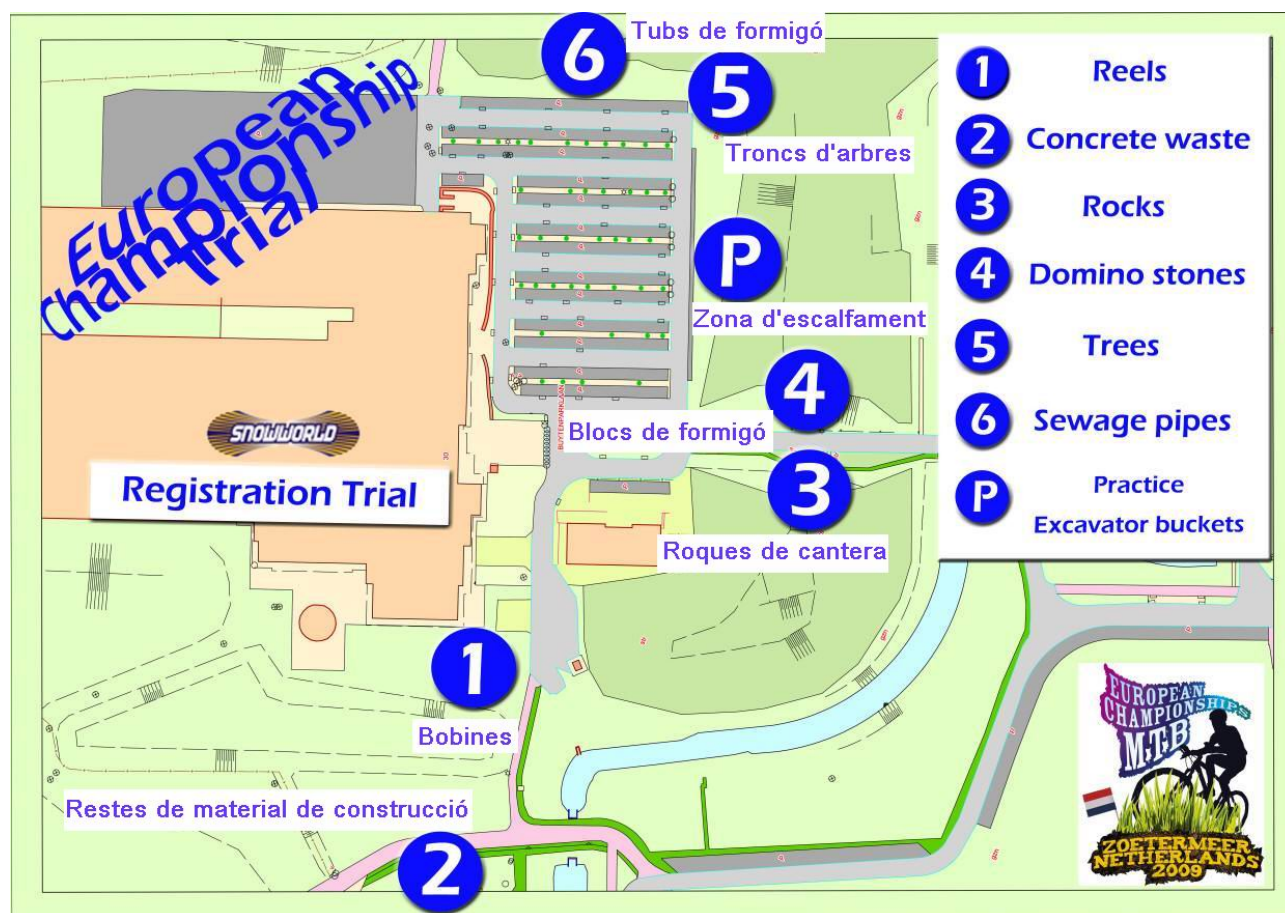 European
Championship
Trial
6
Tubs de formigó
5
Troncs d'arbres
P
Zona d'escalfament
4
Blocs de formigó
BUYTENPARKLAAN
3
Roques de cantera
SNOWWORLD
Registration Trial
1
Bobines
Restes de material de construcció
2
1 Reels
2 Concrete waste
3 Rocks
4 Domino stones
5 Trees
6 Sewage pipes
P Practice
Excavator buckets
EUROPEAN
CHAMPIONSHIPS
M.T.B
ZOETERMEER
NETHERLANDS
2009